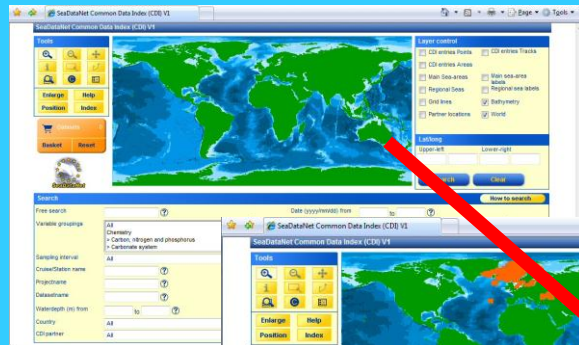 SeaDataNet Common Data Index (CDI) V1
Page
Tools
SeaDataNet Common Data Index (CDI) V1
Tools
Enlarge Help
Position Index
Basket Reset
SeaDataNet
Layer control
CDI entries Points CDI entries Tracks
CDI entries Areas
Main Sea-areas Main sea-area labels
Regional Seas Regional sea labels
Grid lines Bathymetry
Partner locations World
Lat/long
Upper-left Lower-right
Search Clear
Search How to search
Free search Date (yyyy/mm/dd) from to
Variable groupings All
Chemistry
> Carbon, nitrogen and phosphorus
> Carbonate system
Sampling interval All
Cruise/Station name
Projectname
Datasetname
Waterdepth (m) from to
Country All
CDI partner All
SeaDataNet Common Data Index (CDI) V1
SeaDataNet Common Data Index (CDI) V1
Tools
Enlarge Help
Position Index